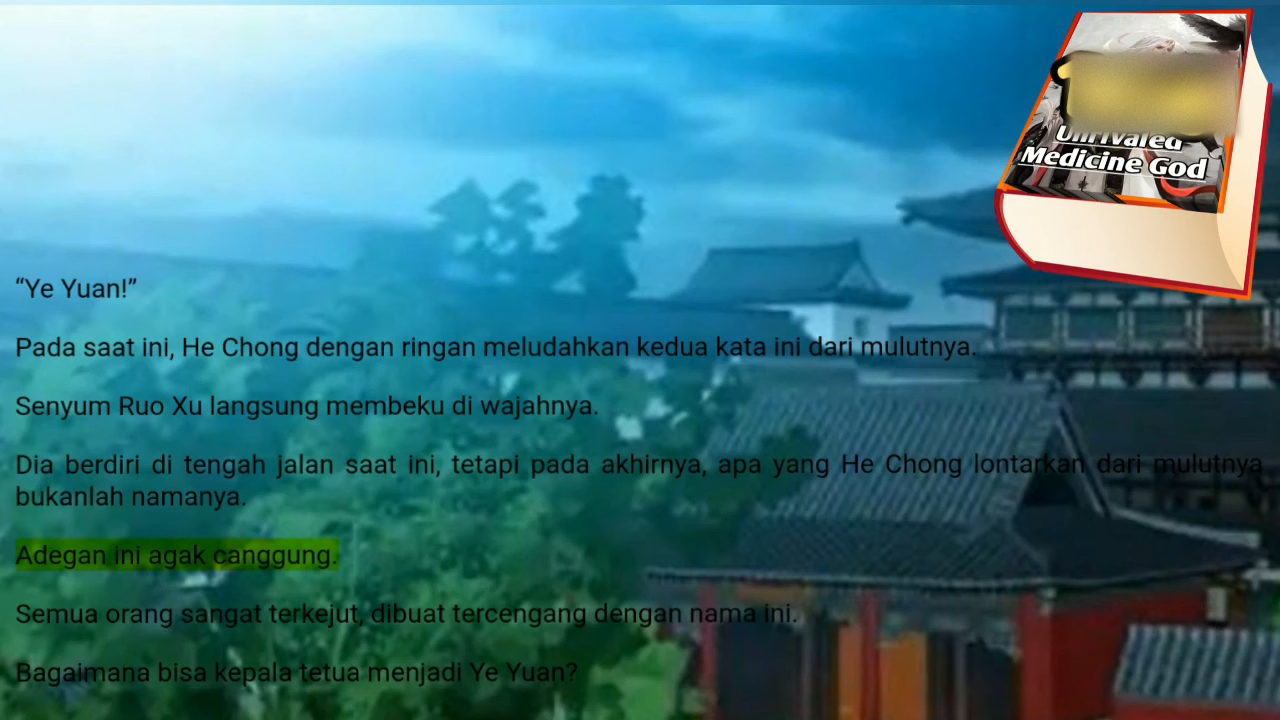 Unrivaled
Medicine God
“Ye Yuan!”
Pada saat ini, He Chong dengan ringan meludahkan kedua kata ini dari mulutnya.
Senyum Ruo Xu langsung membeku di wajahnya.
Dia berdiri di tengah jalan saat ini, tetapi pada akhirnya, apa yang He Chong lontarkan dari mulutnya
bukanlah namanya.
Adegan ini agak canggung.
Semua orang sangat terkejut, dibuat tercengang dengan nama ini.
Bagaimana bisa kepala tetua menjadi Ye Yuan?